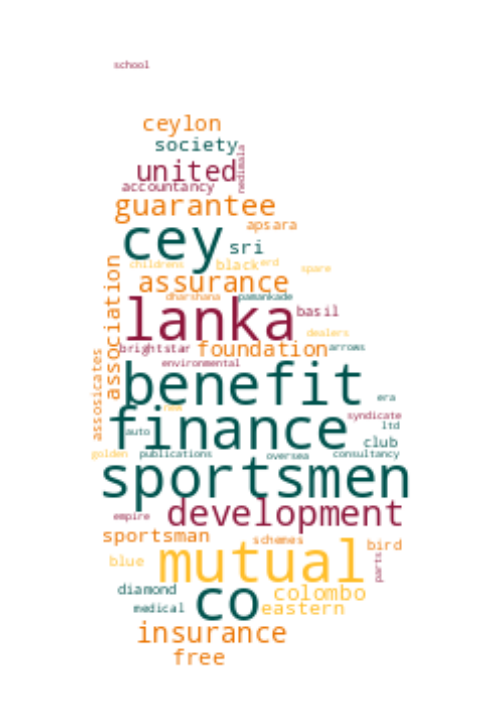 school
ceylon
society
nedimala
united
accountancy
guarantee
apsara
cey
sri
childrens
black
erd
spare
association
assurance
dharshana
pamankade
lanka
basil
dealers
brightstar
foundation
arrows
environmental
benefit
era
new
syndicate
assosicates
finance
auto
ltd
club
golden
publications
oversea
consultancy
sportsmen
empire
development
sportsman
schemes
bird
mutual
blue
parts
diamond
colombo
medical
co
eastern
insurance
free